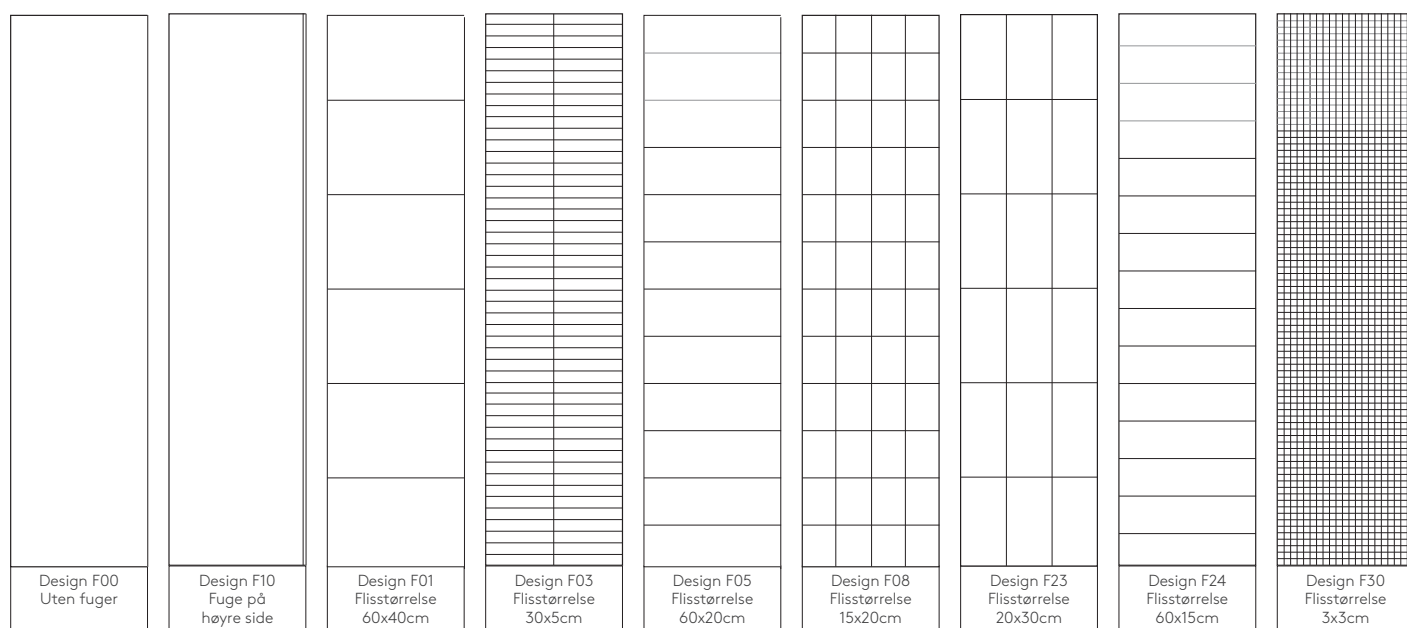 Design F00
Uten fuger
Design F10
Fuge på
høyre side
Design F01
Flisstørrelse
60x40cm
Design F03
Flisstørrelse
30x5cm
Design F05
Flisstørrelse
60x20cm
Design F08
Flisstørrelse
15x20cm
Design F23
Flisstørrelse
20x30cm
Design F24
Flisstørrelse
60x15cm
Design F30
Flisstørrelse
3x3cm